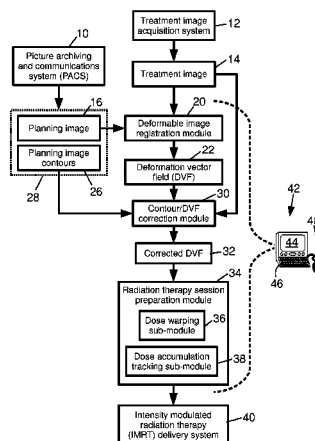 10
Picture archiving
and communications
system (PACS)
Treatment image
acquisition system
12
Treatment image
14
16
Planning image
Planning image
contours
28
26
20
Deformable image
registration module
22
Deformation vector
field (DVF)
30
Contour/DVF
correction module
Corrected DVF
32
34
Radiation therapy session
preparation module
Dose warping
sub-module
36
38
Dose accumulation
tracking sub-module
Intensity modulated
radiation therapy
(IMRT) delivery system
40
42
44
46